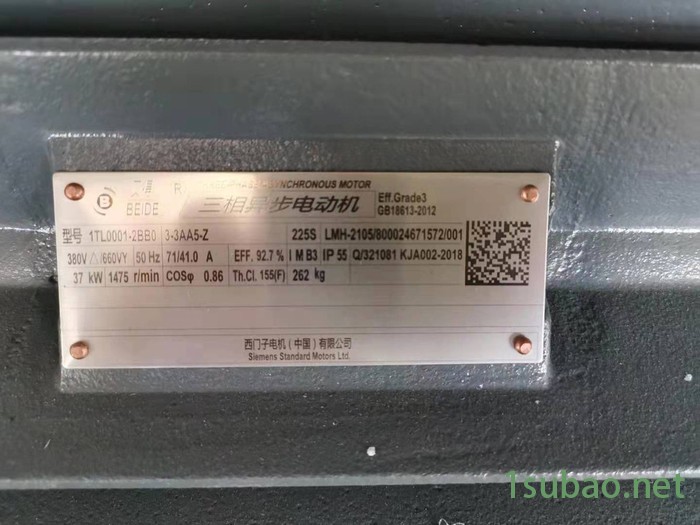 贝德 R
BEIDE
SYNCHRONOUS MOTOR
三相异步电动机
Eff.Grade3
GB18613-2012
型号 1TL0001-2BB0 3-3AA5-Z 225S LMH-2105/800024671572/001
380V △/660VY 50 Hz 71/41.0 A EFF. 92.7 % I M B3 IP 55 Q/321081 KJA002-2018
37 kW 1475 r/min COSφ 0.86 Th.Cl. 155(F) 262 kg
西门子电机（中国）有限公司
Siemens Standard Motors Ltd.
1subao.net